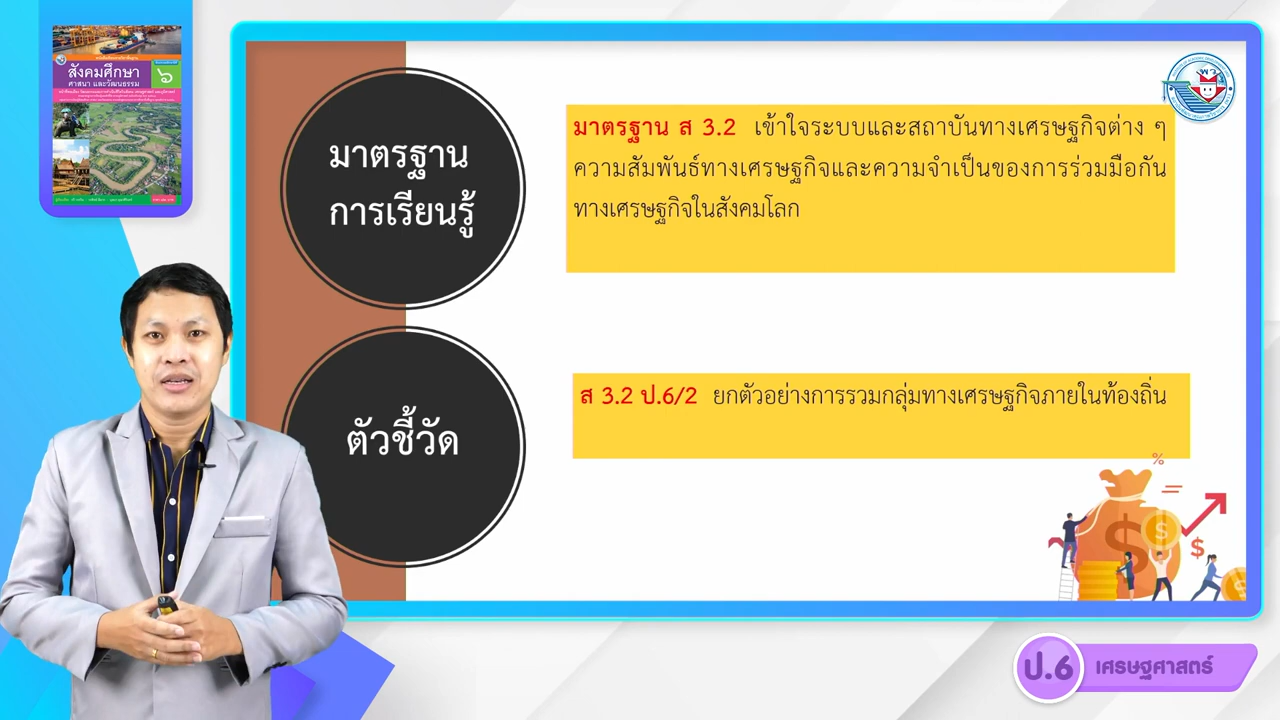 สังคมศึกษา
ศาสนา และวัฒนธรรม
๖
มาตรฐาน
การเรียนรู้
มาตรฐาน ส 3.2 เข้าใจระบบและสถาบันทางเศรษฐกิจต่าง ๆ
ความสัมพันธ์ทางเศรษฐกิจและความจำเป็นของการร่วมมือกัน
ทางเศรษฐกิจในสังคมโลก
ตัวชี้วัด
ส 3.2 ป.6/2 ยกตัวอย่างการรวมกลุ่มทางเศรษฐกิจภายในท้องถิ่น
%
$
$
$
ป.6 เศรษฐศาสตร์